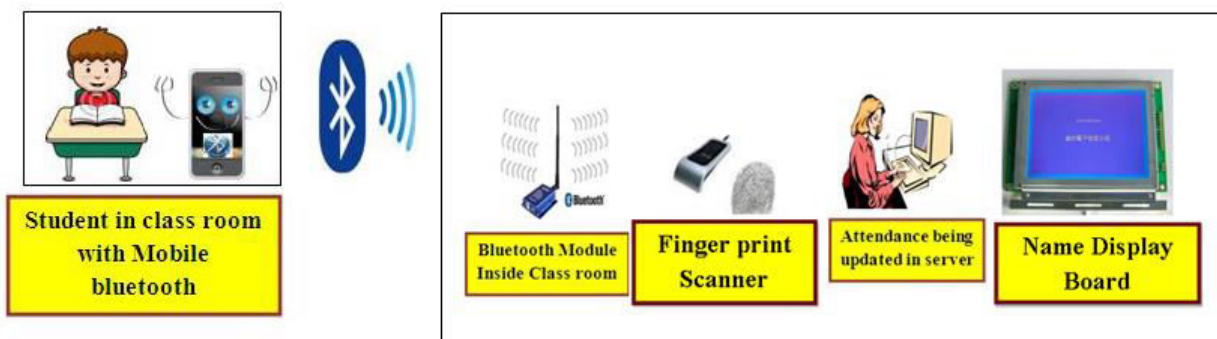 Student in class room
with Mobile
bluetooth
Bluetooth
Bluetooth Module
Inside Class room
Finger print
Scanner
Attendance being
updated in server
Name Display
Board